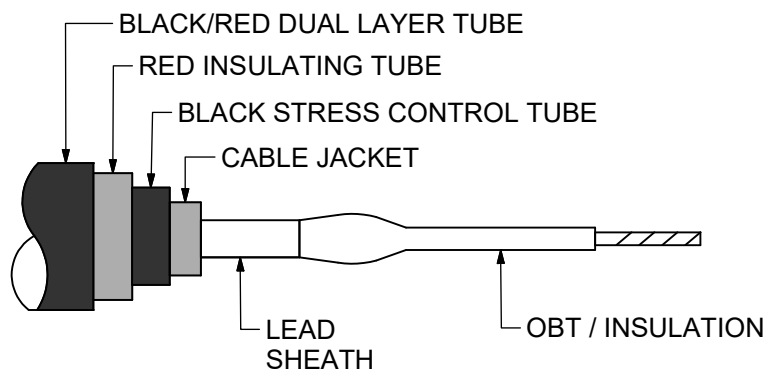 BLACK/RED DUAL LAYER TUBE
RED INSULATING TUBE
BLACK STRESS CONTROL TUBE
CABLE JACKET
LEAD
SHEATH
OBT / INSULATION